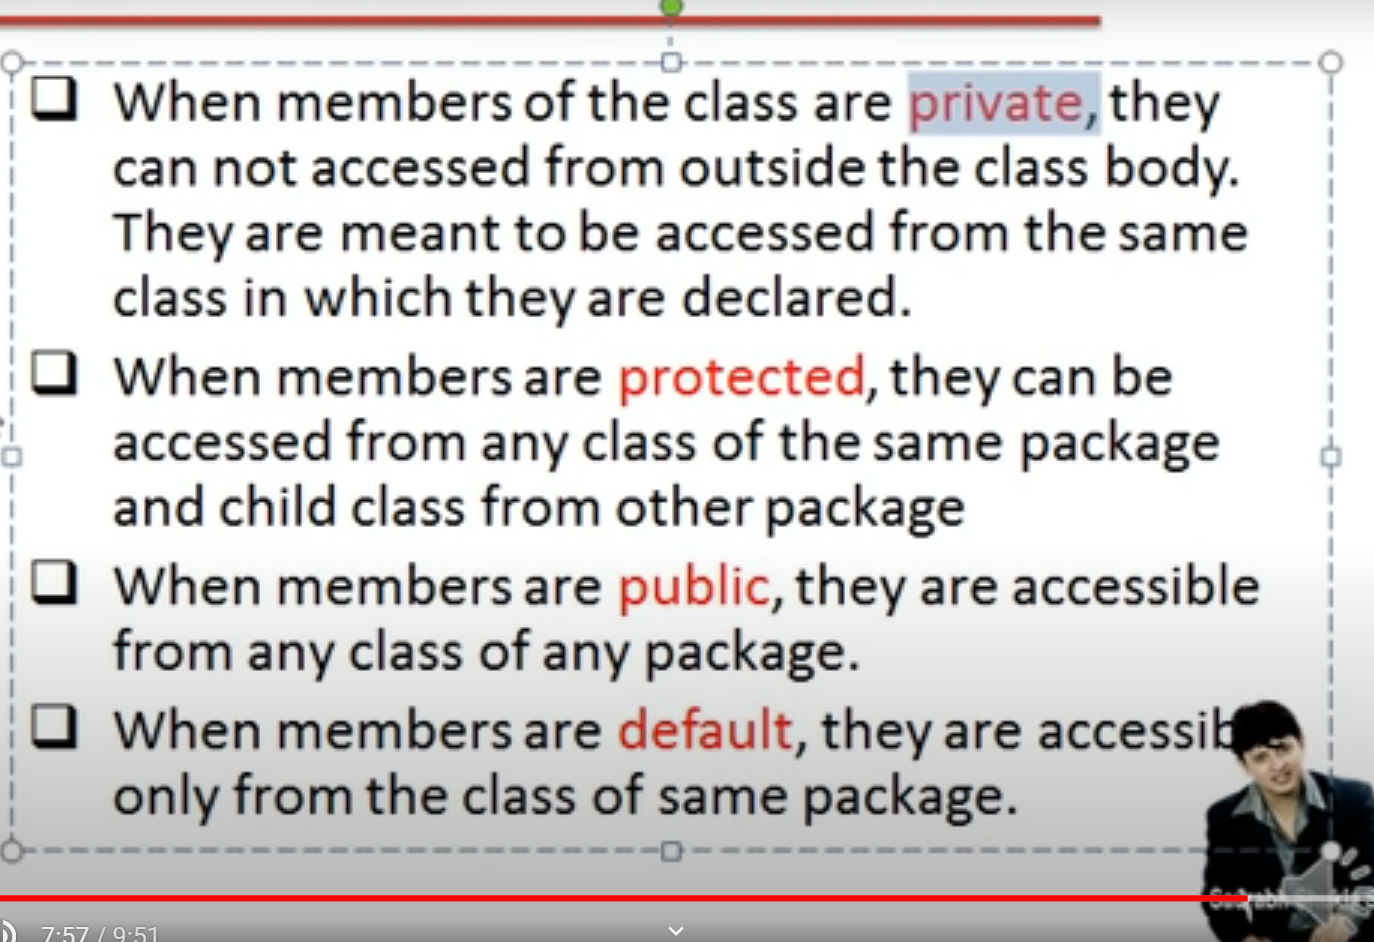 When members of the class are private, they
can not accessed from outside the class body.
They are meant to be accessed from the same
class in which they are declared.
When members are protected, they can be
accessed from any class of the same package
and child class from other package
When members are public, they are accessible
from any class of any package.
When members are default, they are accessib
only from the class of same package.
7:57 / 9:51